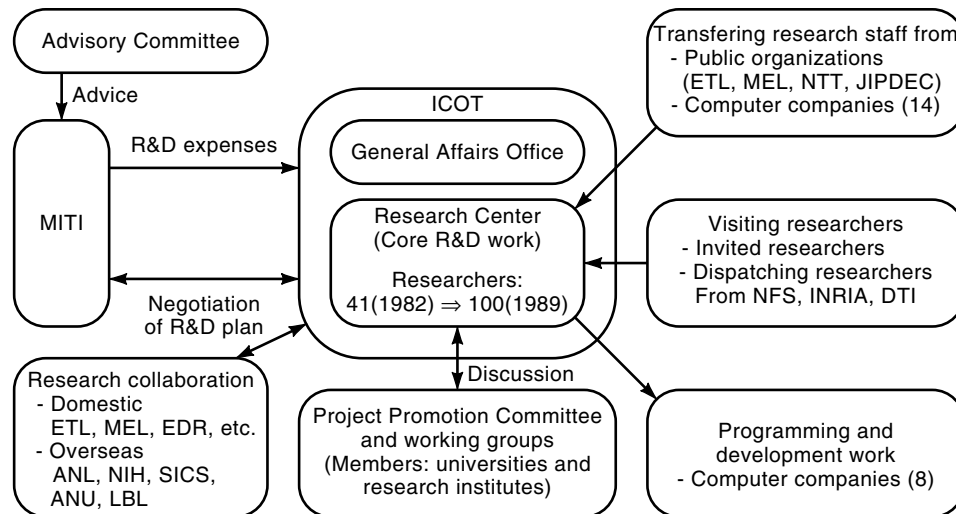 Advisory Committee
Advice
MITI
R&D expenses
Negotiation
of R&D plan
ICOT
General Affairs Office
Research Center
(Core R&D work)
Researchers:
41(1982) ⇒ 100(1989)
Transfering research staff from
- Public organizations
(ETL, MEL, NTT, JIPDEC)
- Computer companies (14)
Visiting researchers
- Invited researchers
- Dispatching researchers
From NFS, INRIA, DTI
Research collaboration
- Domestic
ETL, MEL, EDR, etc.
- Overseas
ANL, NIH, SICS,
ANU, LBL
Discussion
Project Promotion Committee
and working groups
(Members: universities and
research institutes)
Programming and
development work
- Computer companies (8)